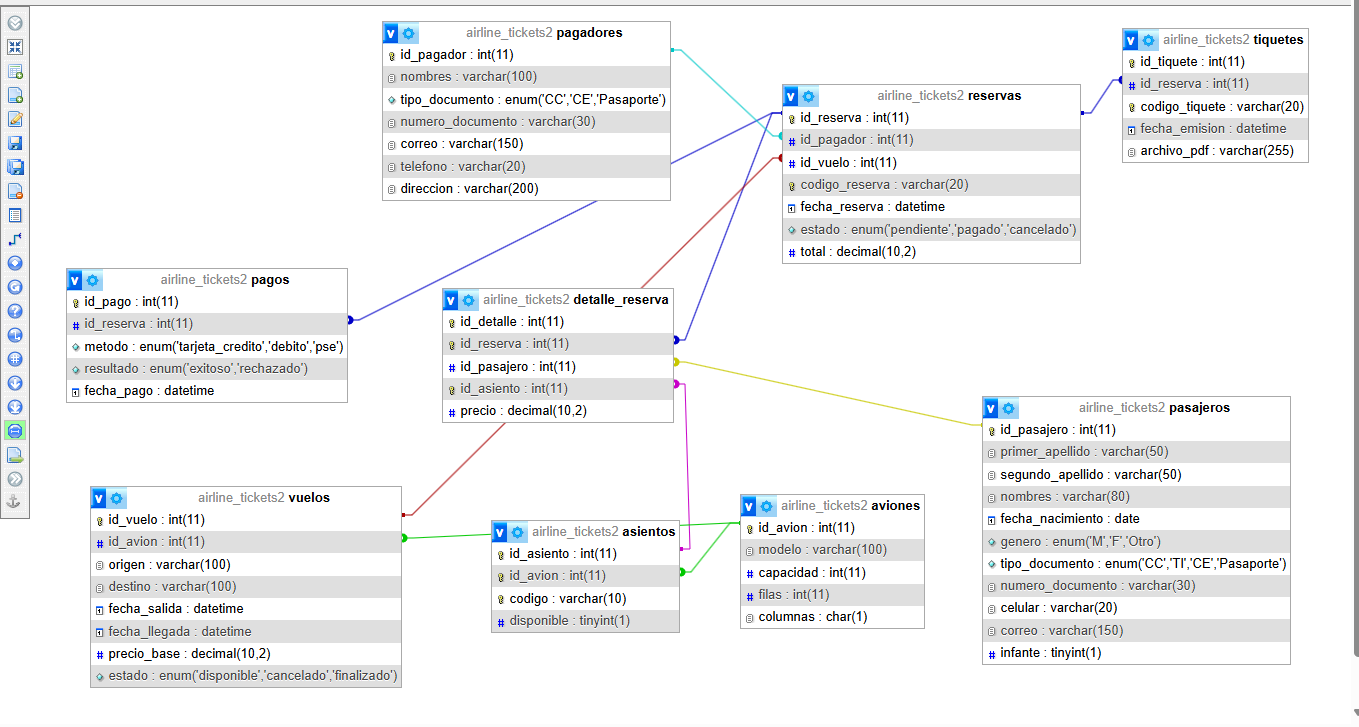 airline_tickets2 pagadores
id_pagador : int(11)
nombres : varchar(100)
tipo_documento : enum('CC','CE','Pasaporte')
numero_documento : varchar(30)
correo : varchar(150)
telefono : varchar(20)
direccion : varchar(200)
airline_tickets2 reservas
id_reserva : int(11)
id_pagador : int(11)
id_vuelo : int(11)
codigo_reserva : varchar(20)
fecha_reserva : datetime
estado : enum('pendiente','pagado','cancelado')
total : decimal(10,2)
airline_tickets2 tiquetes
id_tiquete : int(11)
id_reserva : int(11)
codigo_tiquete : varchar(20)
fecha_emision : datetime
archivo_pdf : varchar(255)
airline_tickets2 pagos
id_pago : int(11)
id_reserva : int(11)
metodo : enum('tarjeta_credito','debito','pse')
resultado : enum('exitoso','rechazado')
fecha_pago : datetime
airline_tickets2 detalle_reserva
id_detalle : int(11)
id_reserva : int(11)
id_pasajero : int(11)
id_asiento : int(11)
precio : decimal(10,2)
airline_tickets2 pasajeros
id_pasajero : int(11)
primer_apellido : varchar(50)
segundo_apellido : varchar(50)
nombres : varchar(80)
fecha_nacimiento : date
genero : enum('M','F','Otro')
tipo_documento : enum('CC','TI','CE','Pasaporte')
numero_documento : varchar(30)
celular : varchar(20)
correo : varchar(150)
infante : tinyint(1)
airline_tickets2 vuelos
id_vuelo : int(11)
id_avion : int(11)
origen : varchar(100)
destino : varchar(100)
fecha_salida : datetime
fecha_llegada : datetime
precio_base : decimal(10,2)
estado : enum('disponible','cancelado','finalizado')
airline_tickets2 asientos
id_asiento : int(11)
id_avion : int(11)
codigo : varchar(10)
disponible : tinyint(1)
airline_tickets2 aviones
id_avion : int(11)
modelo : varchar(100)
capacidad : int(11)
filas : int(11)
columnas : char(1)